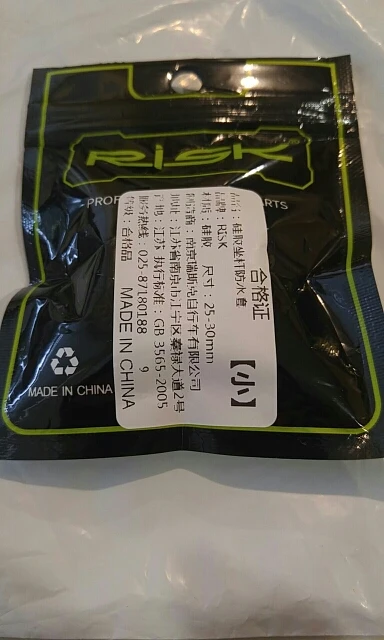 RISK
PROF
ARTS
合格证
【小】
品名：硅胶坐杆防水套
品牌：RISK
材质：硅胶 尺寸：25-30mm
制造商：南京瑞斯克自行车有限公司
地址：江苏省南京市江宁区秦禄大道2号
产地：江苏 执行标准：GB 3565-2005
服务热线：025-87180188 9
等级：合格品 MADE IN CHINA
MADE IN CHINA